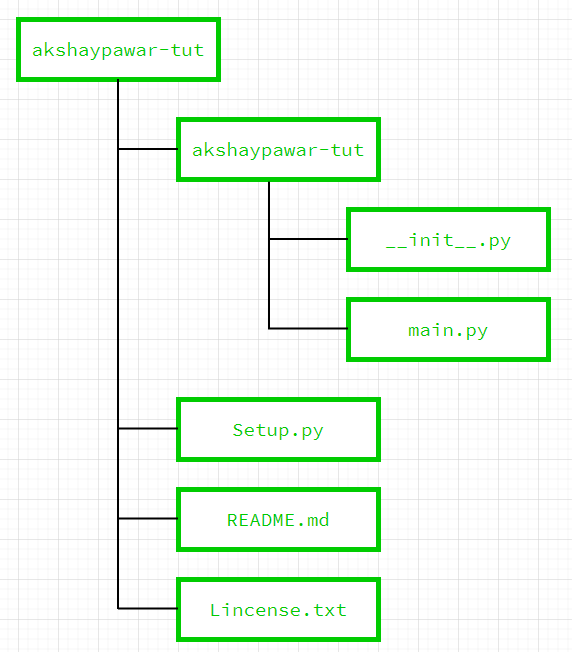 akshaypawar-tut
akshaypawar-tut
__init__.py
main.py
Setup.py
README.md
Lincense.txt